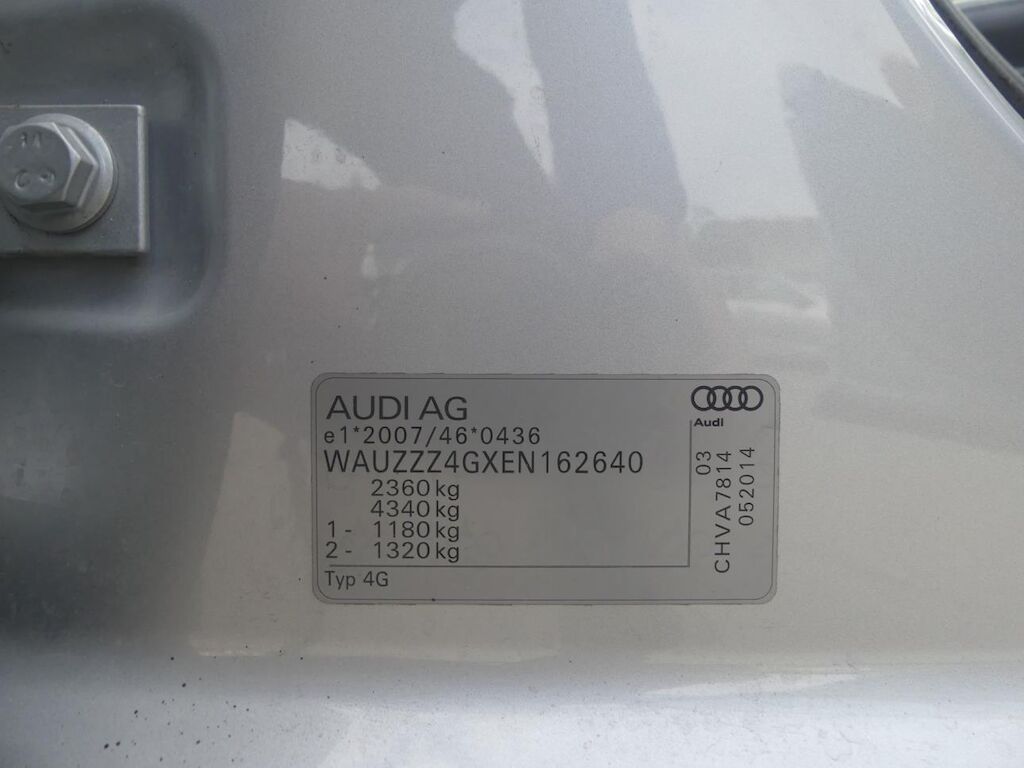 AUDI AG
e1*2007/46*0436
WAUZZZ4GXEN162640
2360 kg
4340 kg
1 - 1180 kg
2 - 1320 kg
Typ 4G
Audi
CHVA7814 03
052014